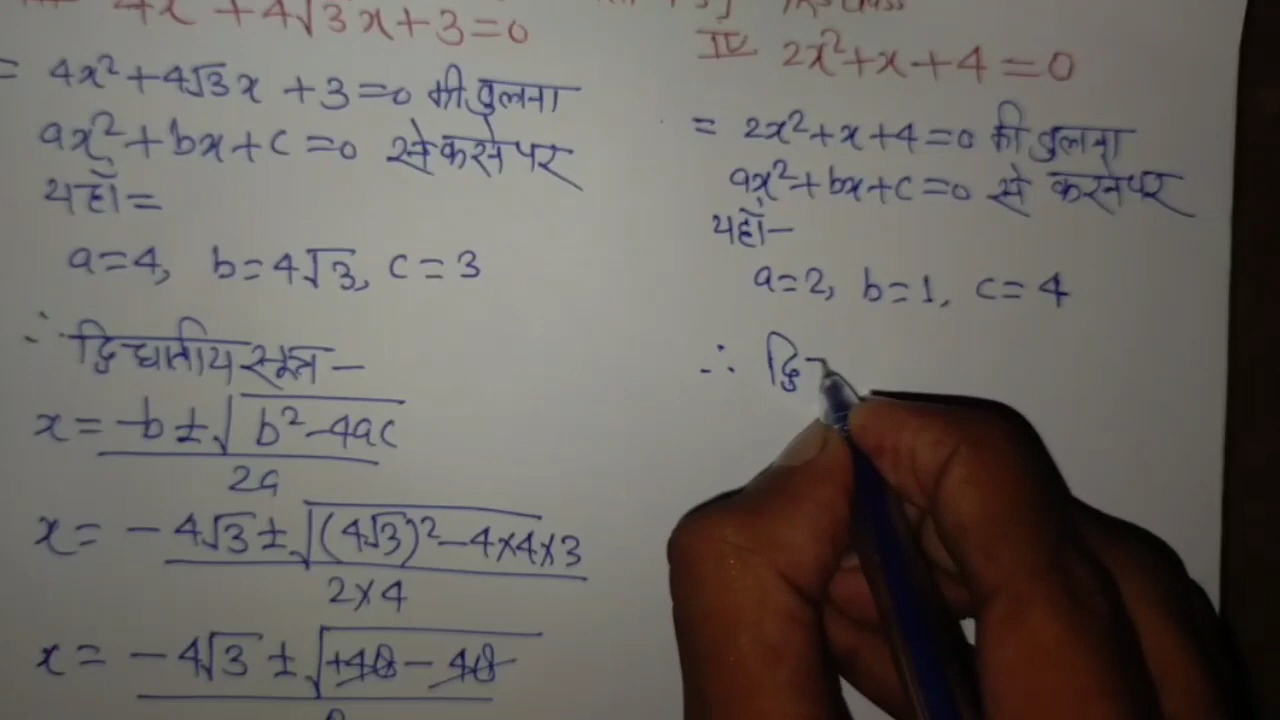 4x² + 4√3x + 3 = 0
= 4x² + 4√3x + 3 = 0 की तुलना
ax² + bx + c = 0 से करने पर
यहाँ =
a = 4, b = 4√3, c = 3
∴ द्विघातीय सूत्र –
x = -b ± √b² - 4ac / 2a
x = -4√3 ± √(4√3)² - 4×4×3 / 2×4
x = -4√3 ± √+48 - 48
IV 2x² + x + 4 = 0
= 2x² + x + 4 = 0 की तुलना
ax² + bx + c = 0 से करने पर
यहाँ –
a = 2, b = 1, c = 4
∴ द्वि